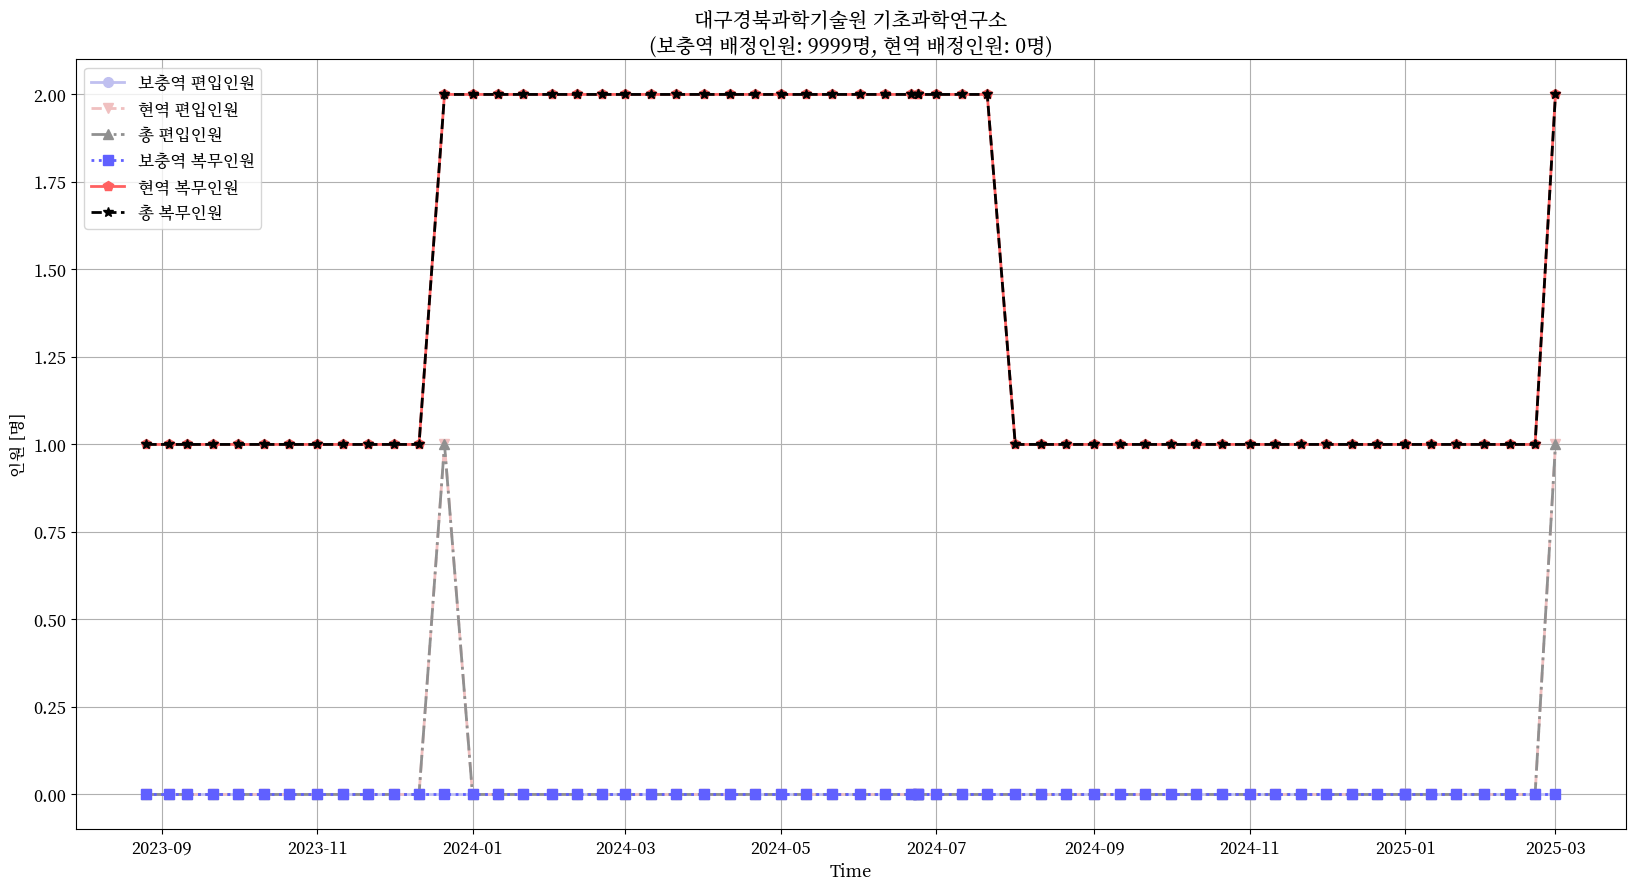 대구경북과학기술원 기초과학연구소
(보충역 배정인원: 9999명, 현역 배정인원: 0명)
보충역 편입인원
현역 편입인원
총 편입인원
보충역 복무인원
현역 복무인원
총 복무인원
2.00
1.75
1.50
1.25
1.00
0.75
0.50
0.25
0.00
인원 [명]
2023-09
2023-11
2024-01
2024-03
2024-05
2024-07
2024-09
2024-11
2025-01
2025-03
Time